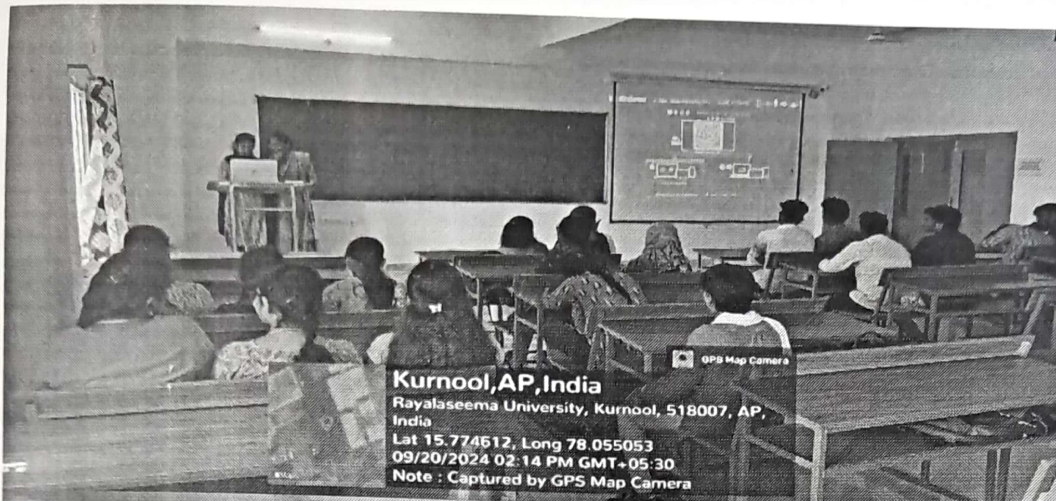 GPS Map Camera
Kurnool,AP,India
Rayalaseema University, Kurnool, 518007, AP,
India
Lat 15.774612, Long 78.055053
09/20/2024 02:14 PM GMT+05:30
Note : Captured by GPS Map Camera